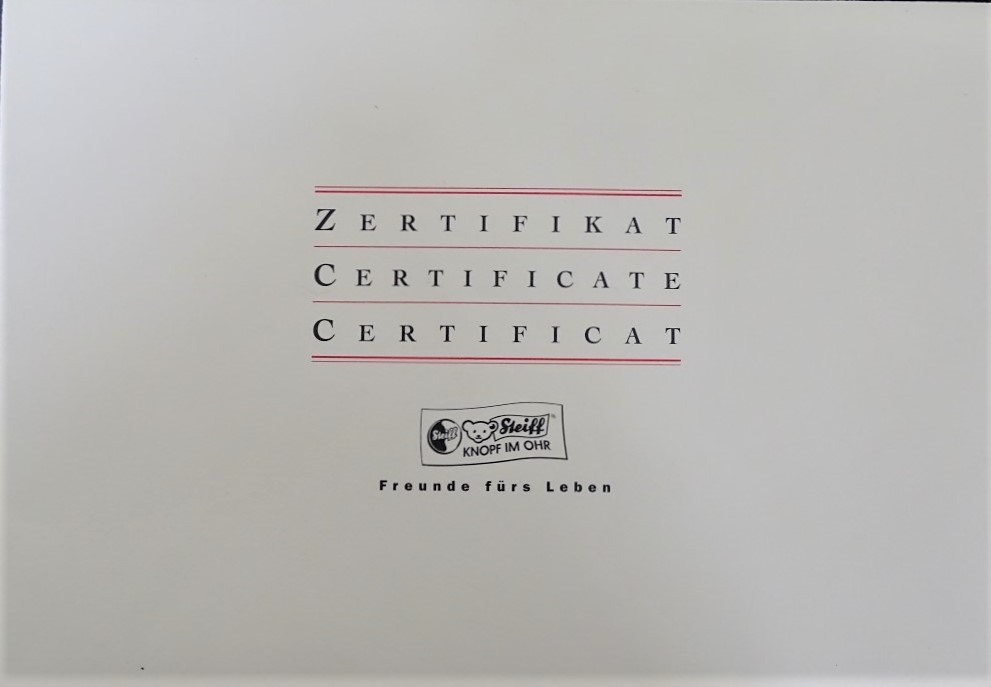 ZERTIFIKAT
CERTIFICATE
CERTIFICAT
Steiff Steiff
KNOPF IM OHR
Freunde fürs Leben